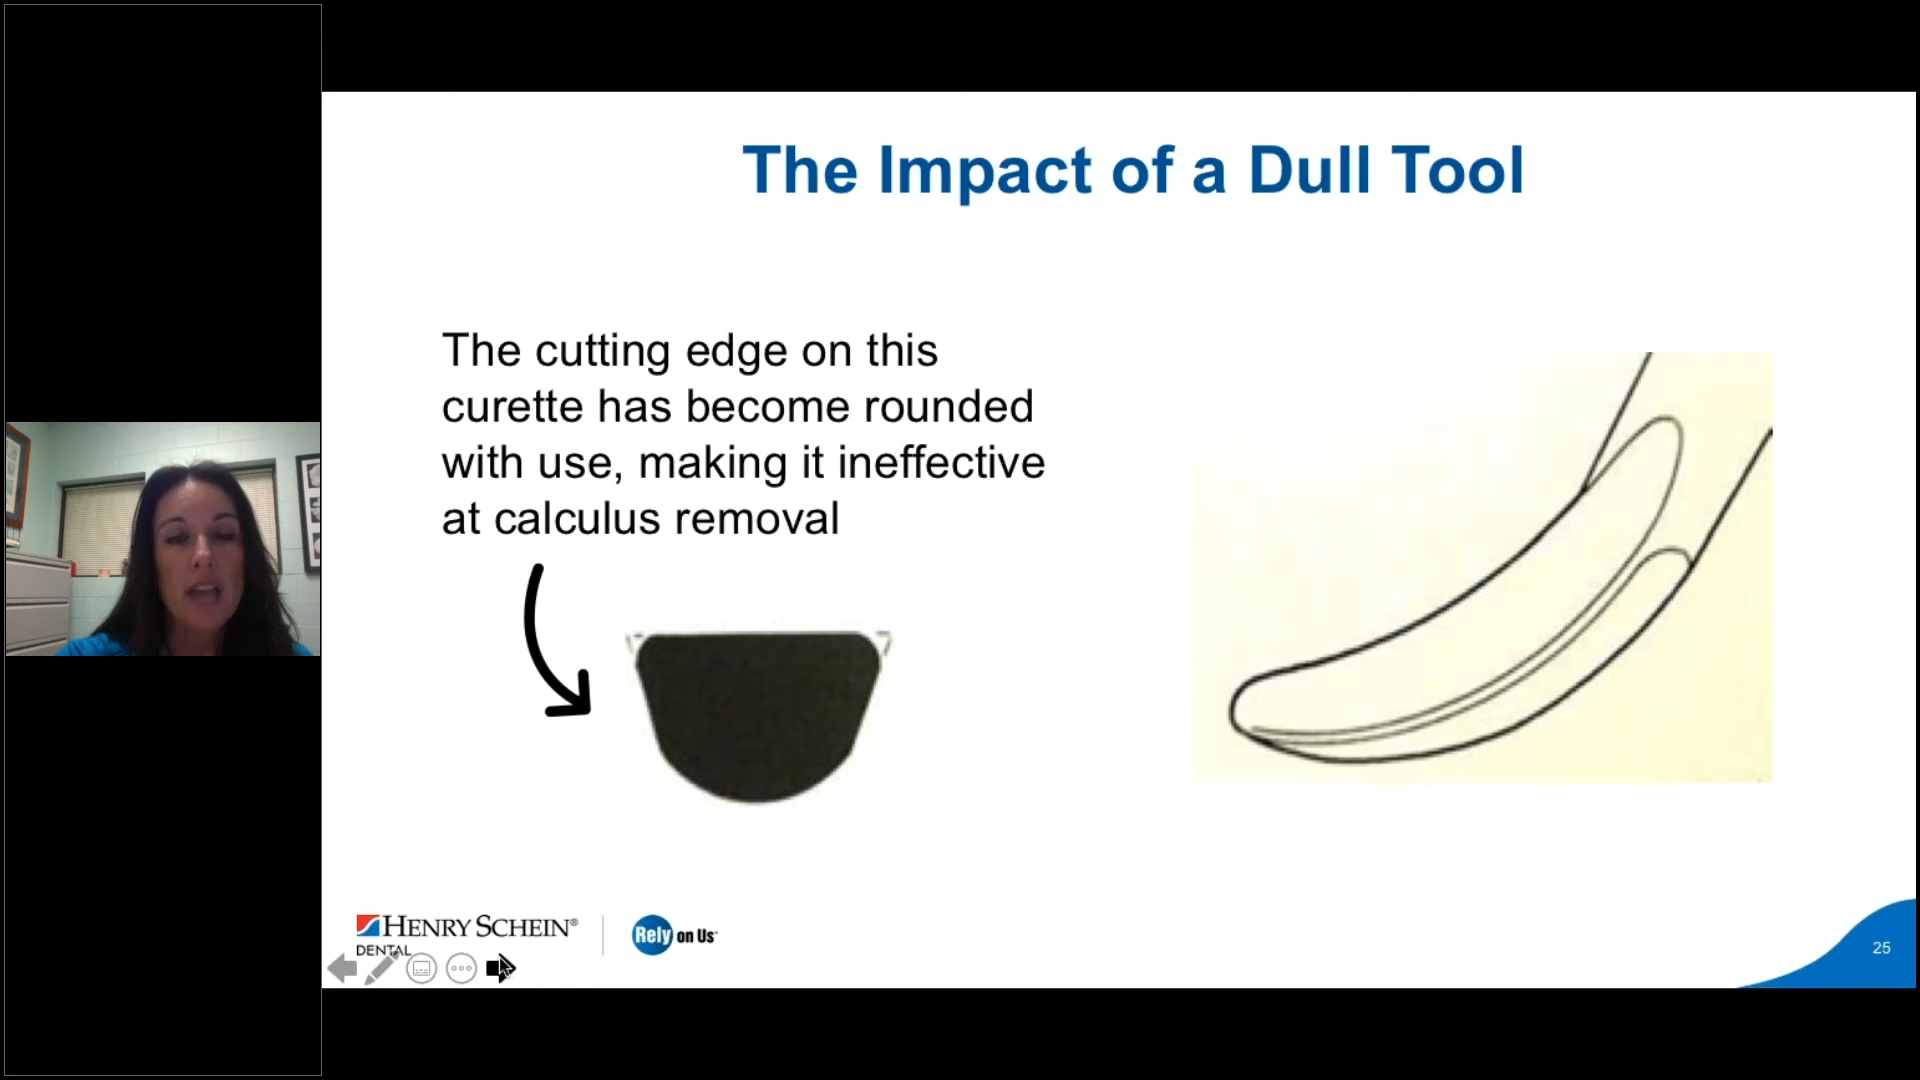 The Impact of a Dull Tool
The cutting edge on this
curette has become rounded
with use, making it ineffective
at calculus removal
HENRY SCHEIN®
DENTAL
Rely on Us™
25